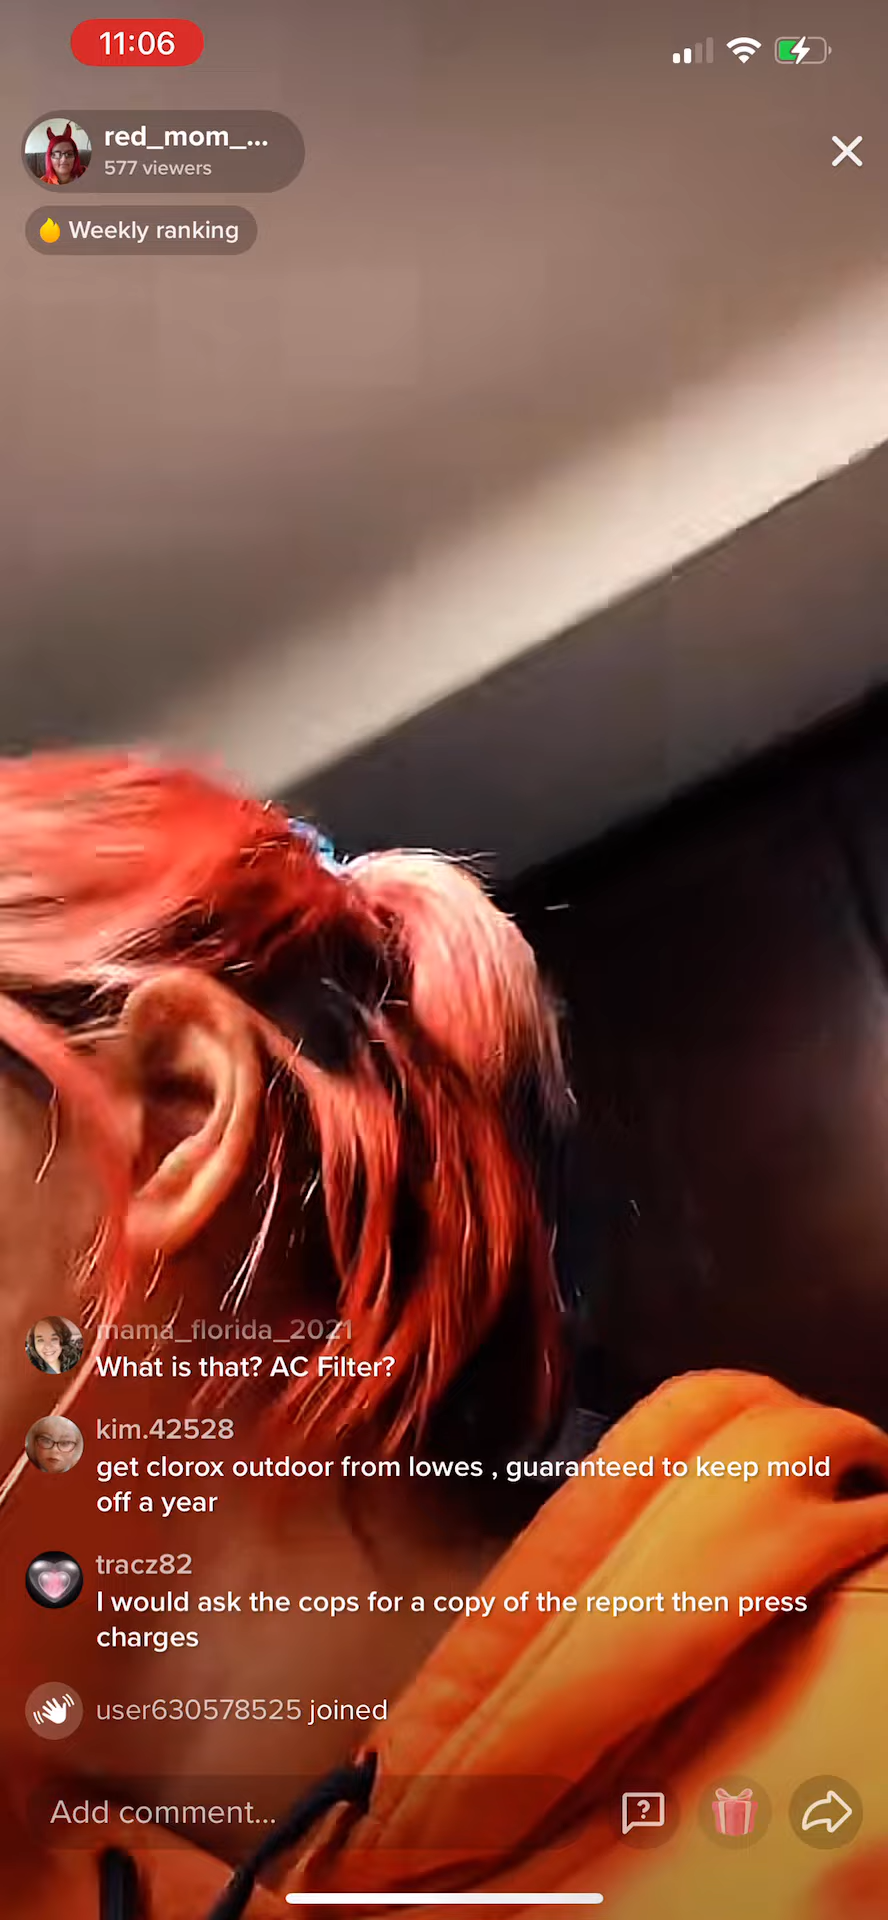 11:06
red_mom_...
577 viewers
Weekly ranking
mama_florida_2021
What is that? AC Filter?
kim.42528
get clorox outdoor from lowes , guaranteed to keep mold
off a year
tracz82
I would ask the cops for a copy of the report then press
charges
user630578525 joined
Add comment...
?